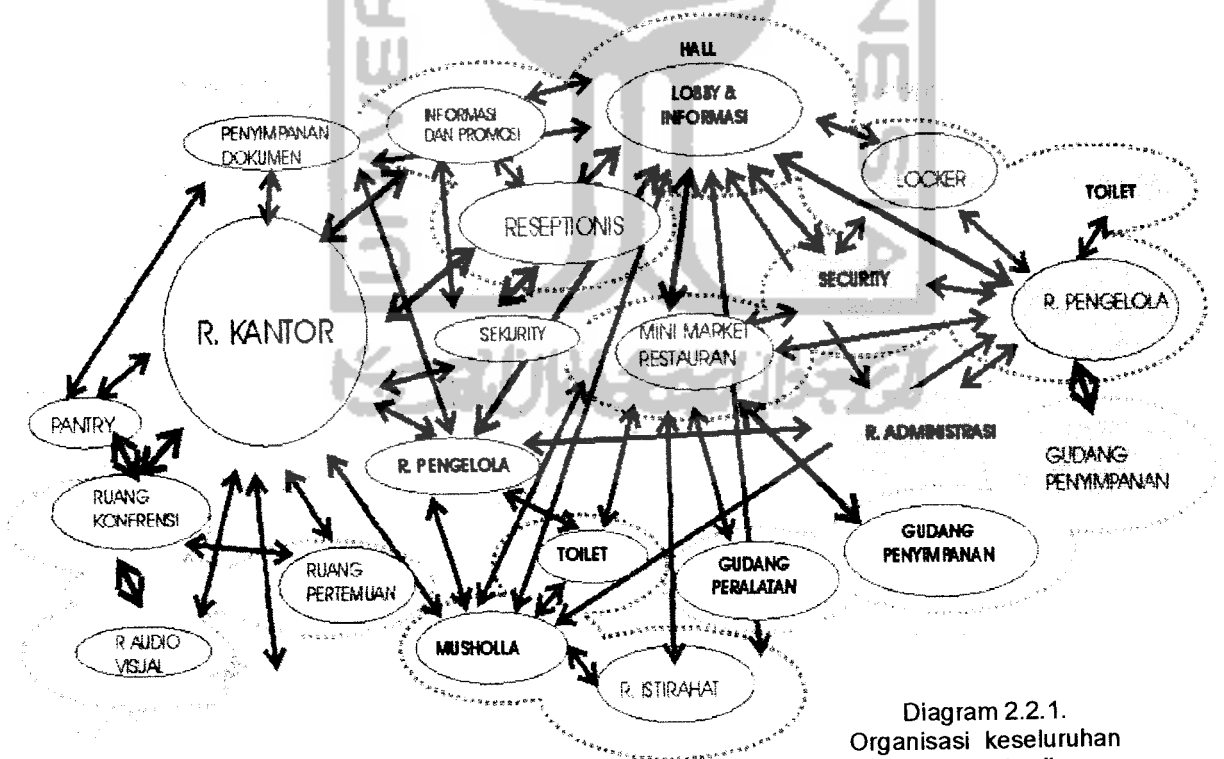 HALL
LOBBY &
INFORMASI
INFORMASI
DAN PROMOSI
PENYIMPANAN
DOKUMEN
LOCKER
TOILET
RESEPTIONIS
SECURITY
R. PENGELOLA
R. KANTOR
SEKURITY
MINI MARKET
RESTAURAN
PANTRY
R. ADMINISTRASI
R. PENGELOLA
GUDANG
PENYIMPANAN
RUANG
KONFRENSI
GUDANG
PENYIMPANAN
TOILET
GUDANG
PERALATAN
RUANG
PERTEMUAN
MUSHOLLA
R AUDIO
VISUAL
R. ISTIRAHAT
Diagram 2.2.1.
Organisasi keseluruhan